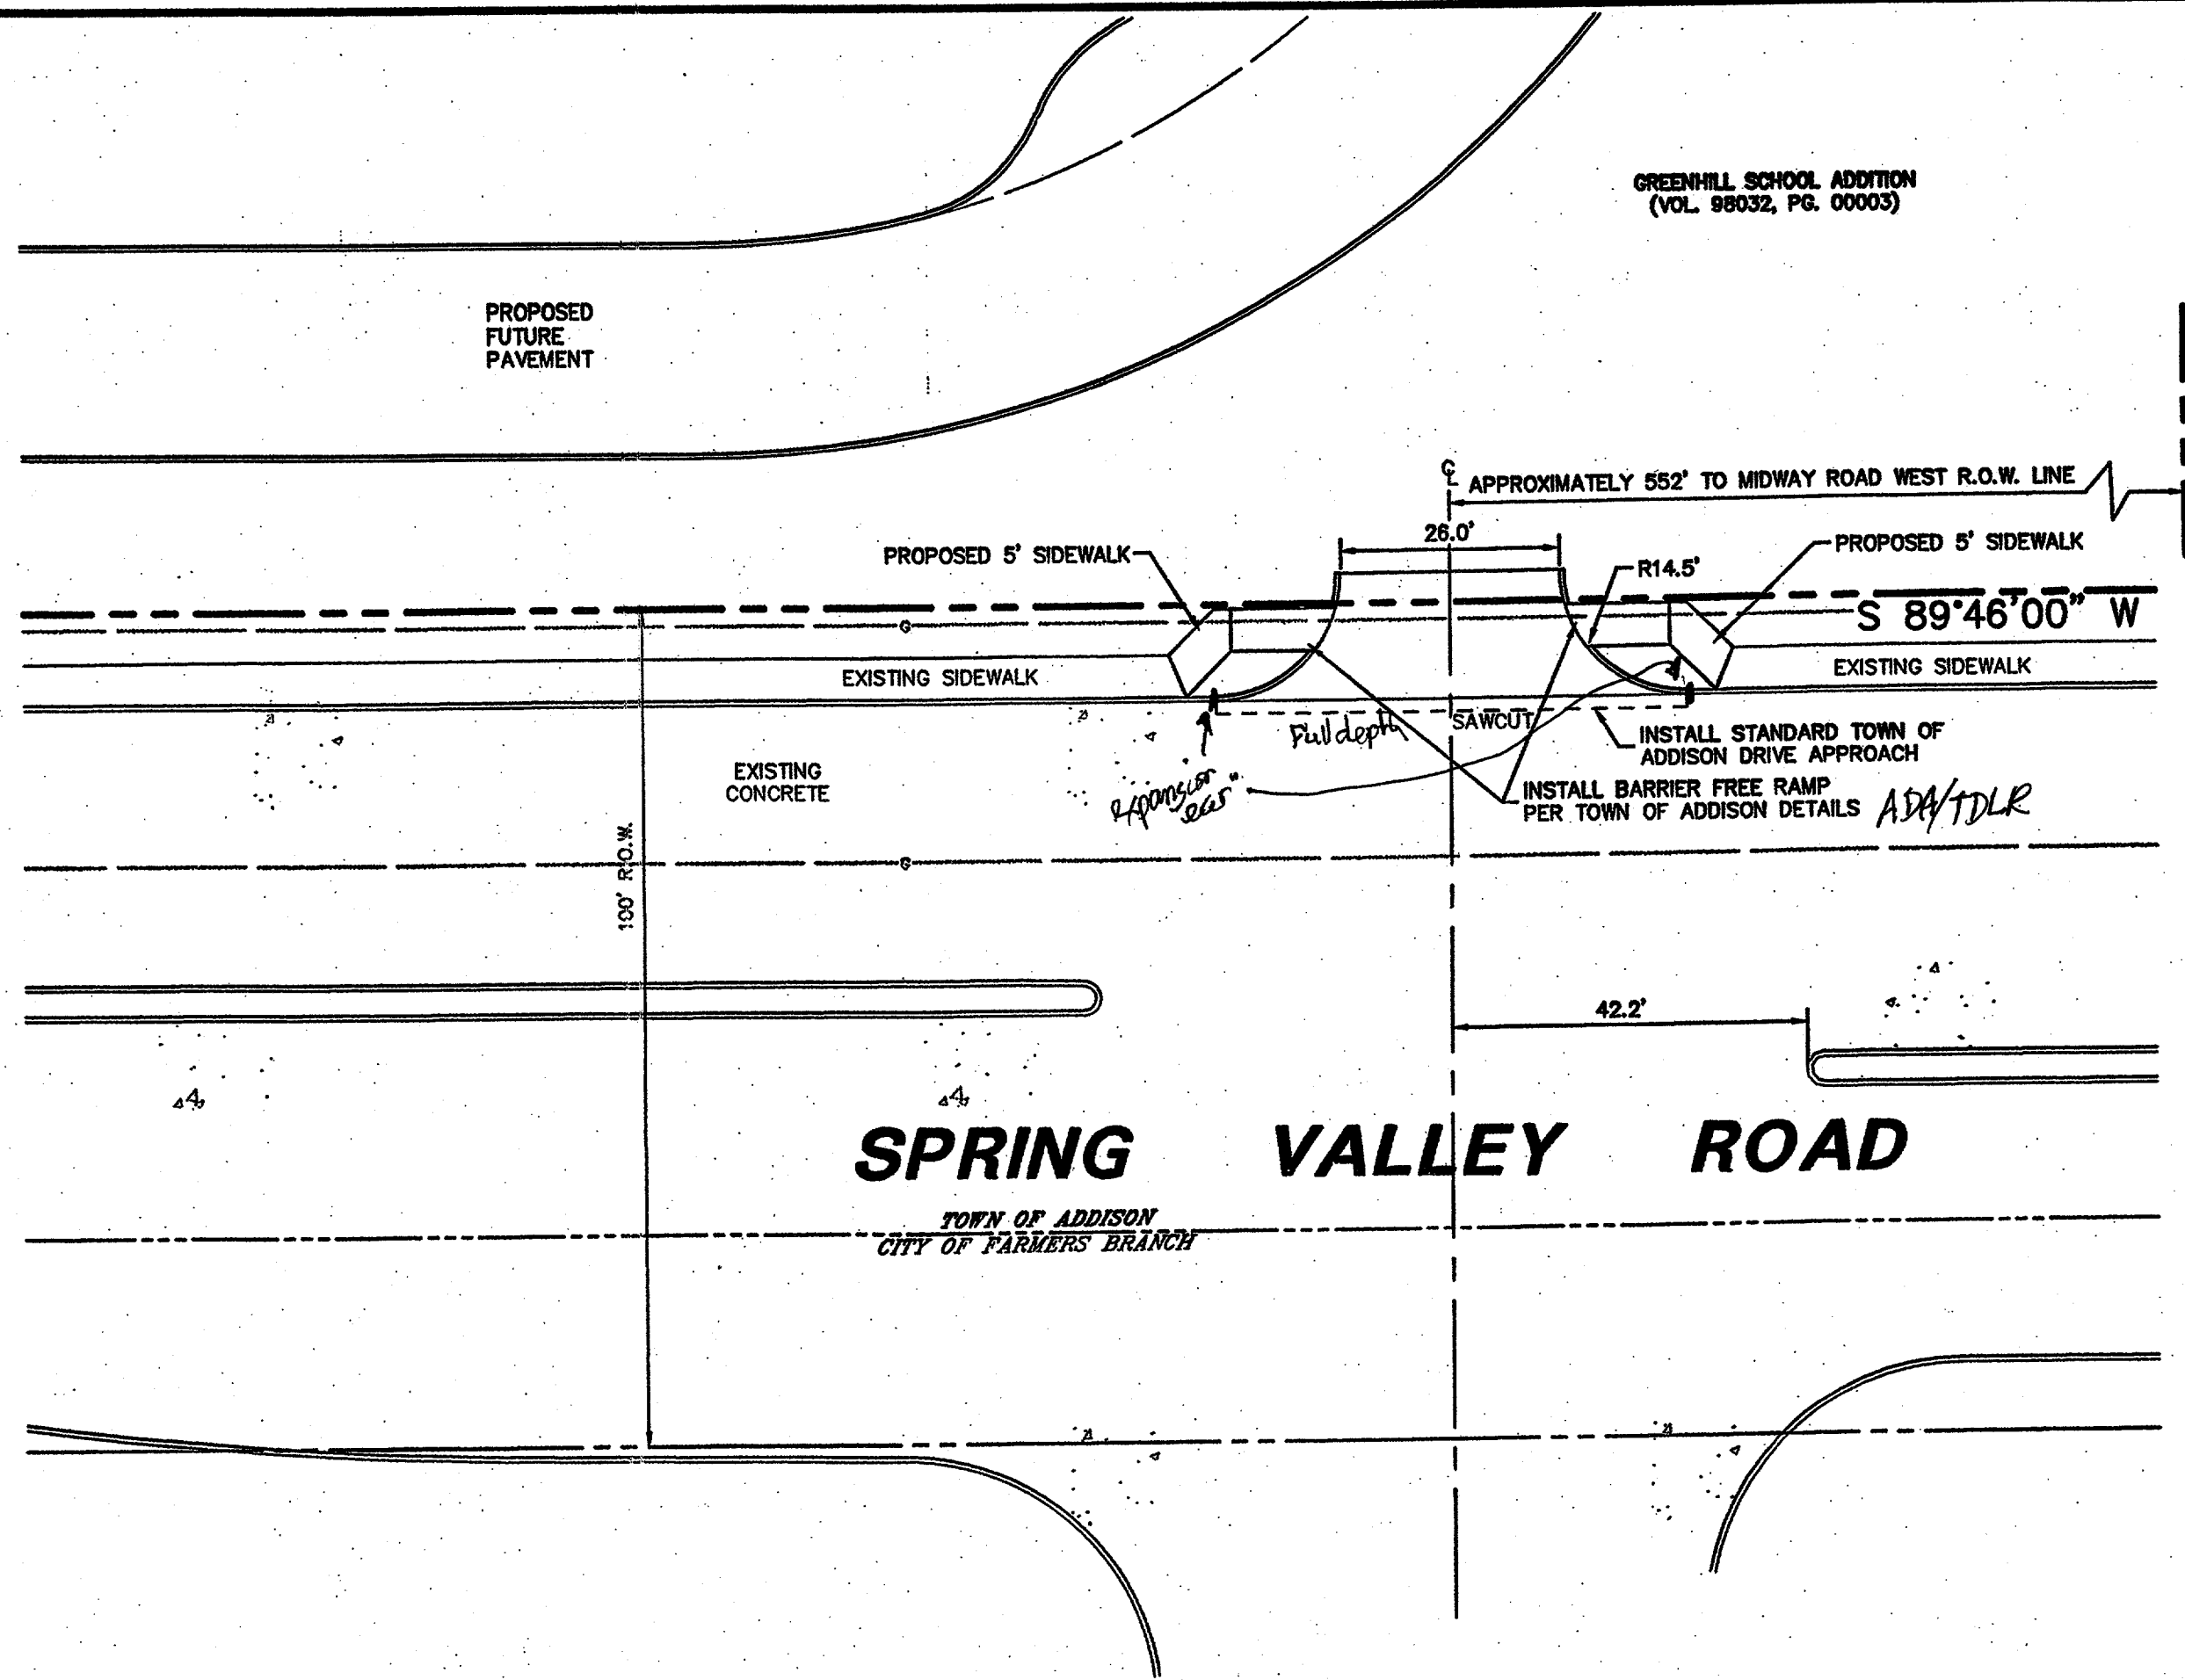 GREENHILL SCHOOL ADDITION
(VOL. 98032, PG. 00003)
PROPOSED
FUTURE
PAVEMENT
℄ APPROXIMATELY 552' TO MIDWAY ROAD WEST R.O.W. LINE
26.0'
PROPOSED 5' SIDEWALK
PROPOSED 5' SIDEWALK
R14.5'
S 89°46'00" W
G
EXISTING SIDEWALK
EXISTING SIDEWALK
SAWCUT
Full depth
INSTALL STANDARD TOWN OF
ADDISON DRIVE APPROACH
EXISTING
CONCRETE
Expansion
ears"
INSTALL BARRIER FREE RAMP
PER TOWN OF ADDISON DETAILS ADA/TDLR
100' R.O.W.
G
42.2'
SPRING VALLEY ROAD
TOWN OF ADDISON
CITY OF FARMERS BRANCH